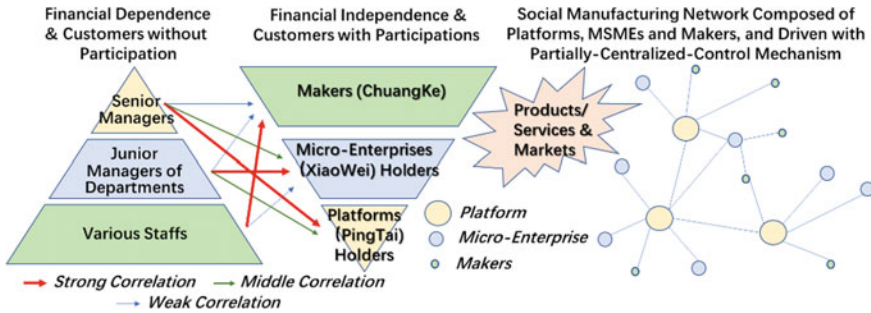 Financial Dependence
& Customers without
Participation
Senior
Managers
Junior
Managers of
Departments
Various Staffs
Financial Independence &
Customers with Participations
Makers (ChuangKe)
Micro-Enterprises
(XiaoWei) Holders
Platforms
(PingTai)
Holders
Products/
Services &
Markets
Social Manufacturing Network Composed of
Platforms, MSMEs and Makers, and Driven with
Partially-Centralized-Control Mechanism
Platform
Micro-Enterprise
Makers
Strong Correlation
Middle Correlation
Weak Correlation